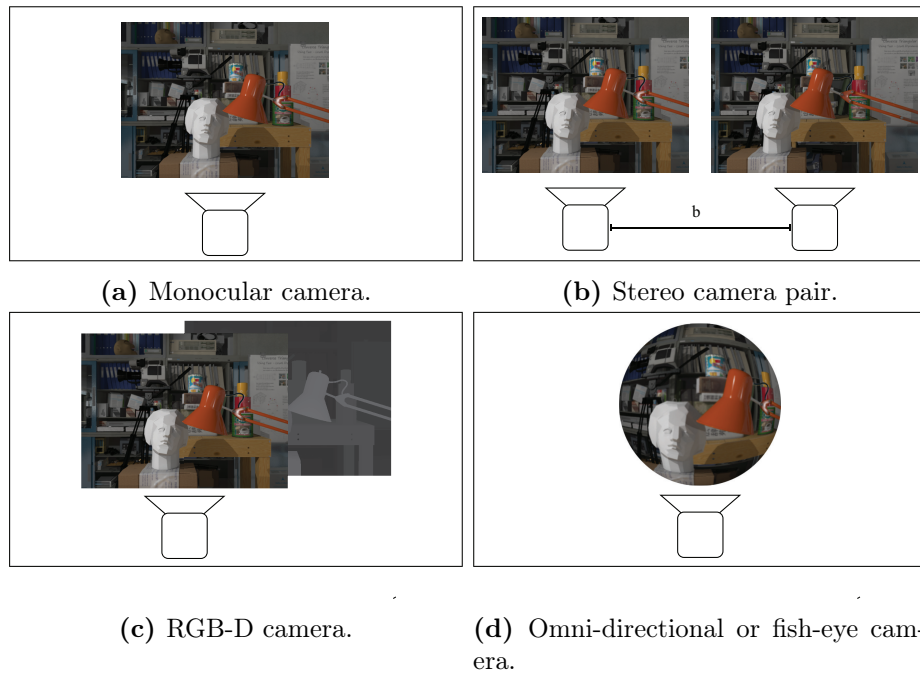 b
(a) Monocular camera.
(b) Stereo camera pair.
(c) RGB-D camera.
(d) Omni-directional or fish-eye cam-
era.